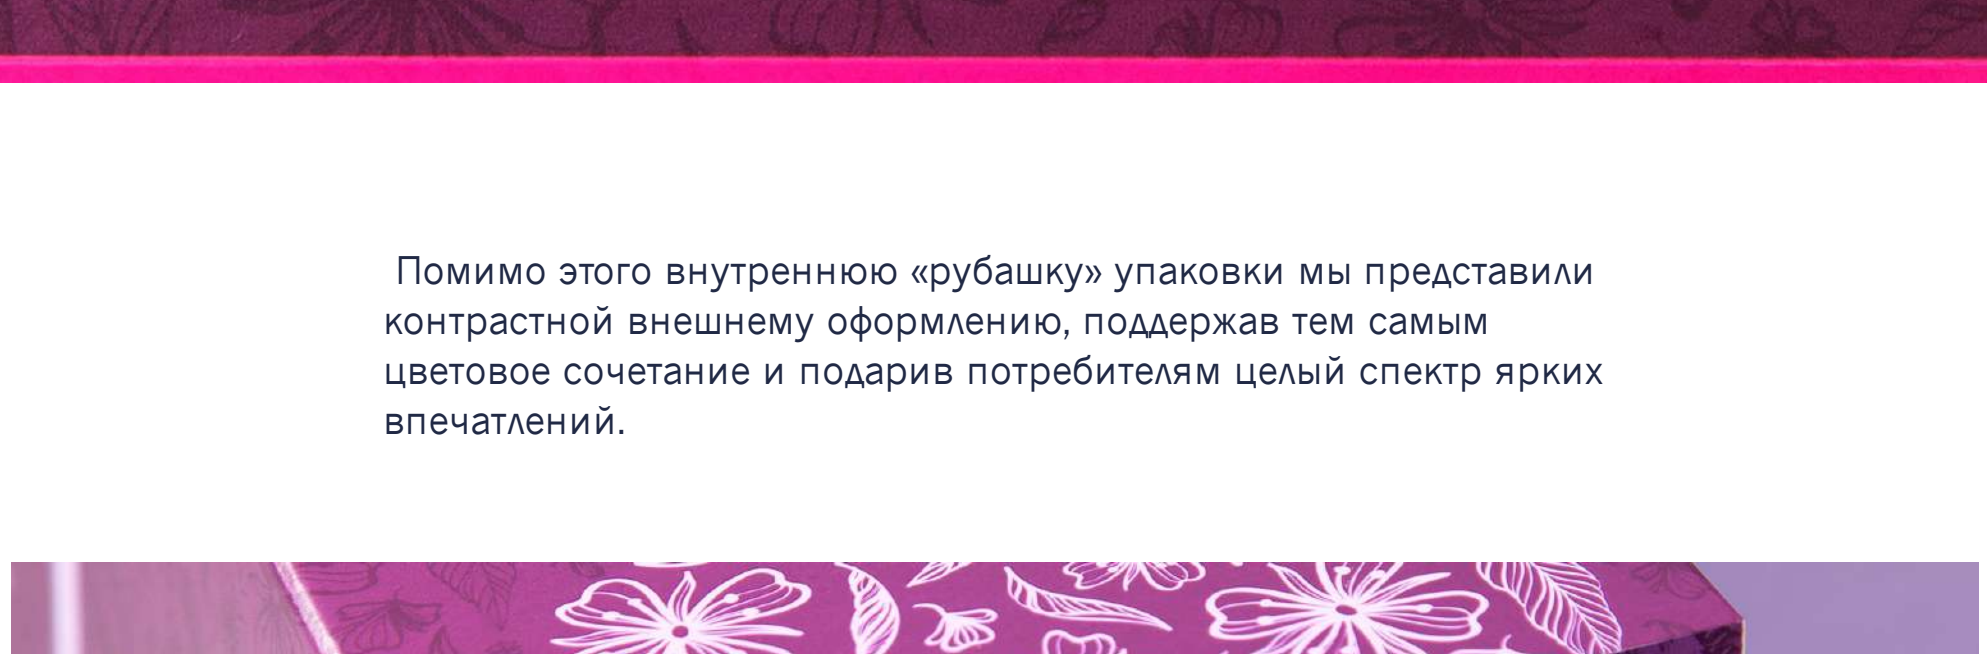 Помимо этого внутреннюю «рубашку» упаковки мы представили
контрастной внешнему оформлению, поддержав тем самым
цветовое сочетание и подарив потребителям целый спектр ярких
впечатлений.